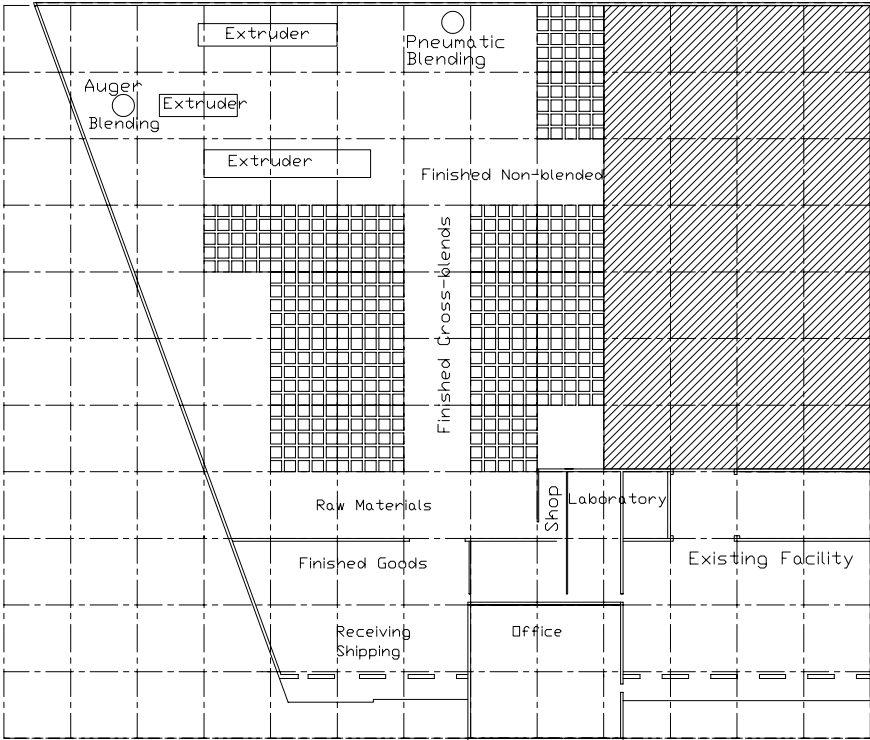 Extruder
Pneumatic
Blending
Auger
Blending
Extruder
Extruder
Finished Non-blended
Finished Cross-blends
Raw Materials
Shop
Laboratory
Finished Goods
Existing Facility
Receiving
Shipping
Office